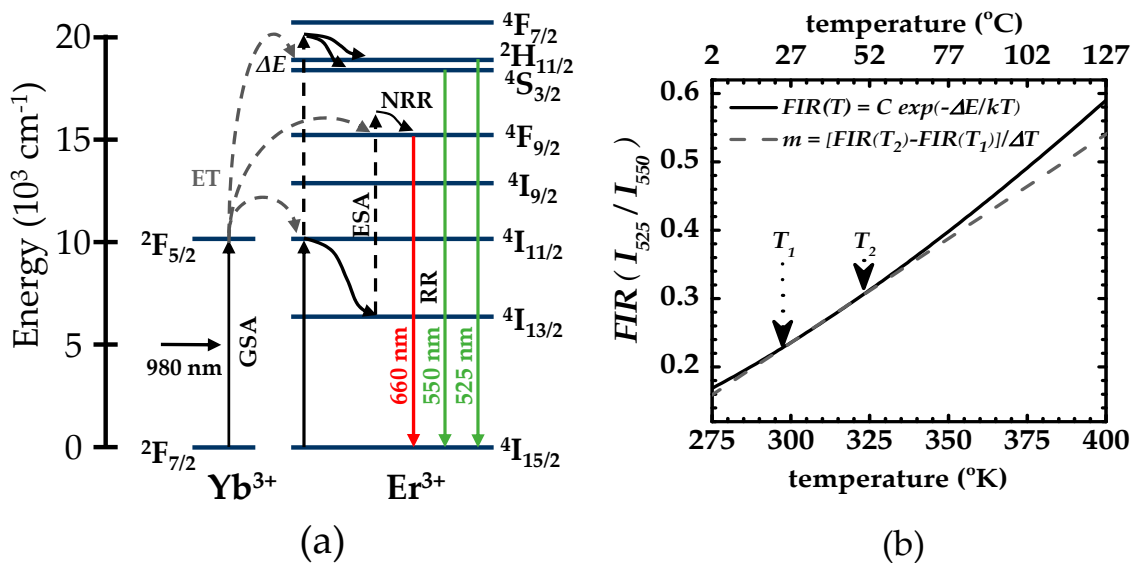 Energy (10³ cm⁻¹)
20
15
10
5
0
⁴F₇/₂
²H₁₁/₂
⁴S₃/₂
⁴F₉/₂
⁴I₉/₂
⁴I₁₁/₂
⁴I₁₃/₂
⁴I₁₅/₂
ΔE
NRR
ET
ESA
²F₅/₂
RR
GSA
980 nm
660 nm
550 nm
525 nm
²F₇/₂
Yb³⁺
Er³⁺
(a)
temperature (°C)
2 27 52 77 102 127
FIR(T) = C exp(-ΔE/kT)
m = [FIR(T₂)-FIR(T₁)]/ΔT
FIR ( I₅₂₅ / I₅₅₀ )
0.6
0.5
0.4
0.3
0.2
T₁
T₂
275 300 325 350 375 400
temperature (°K)
(b)